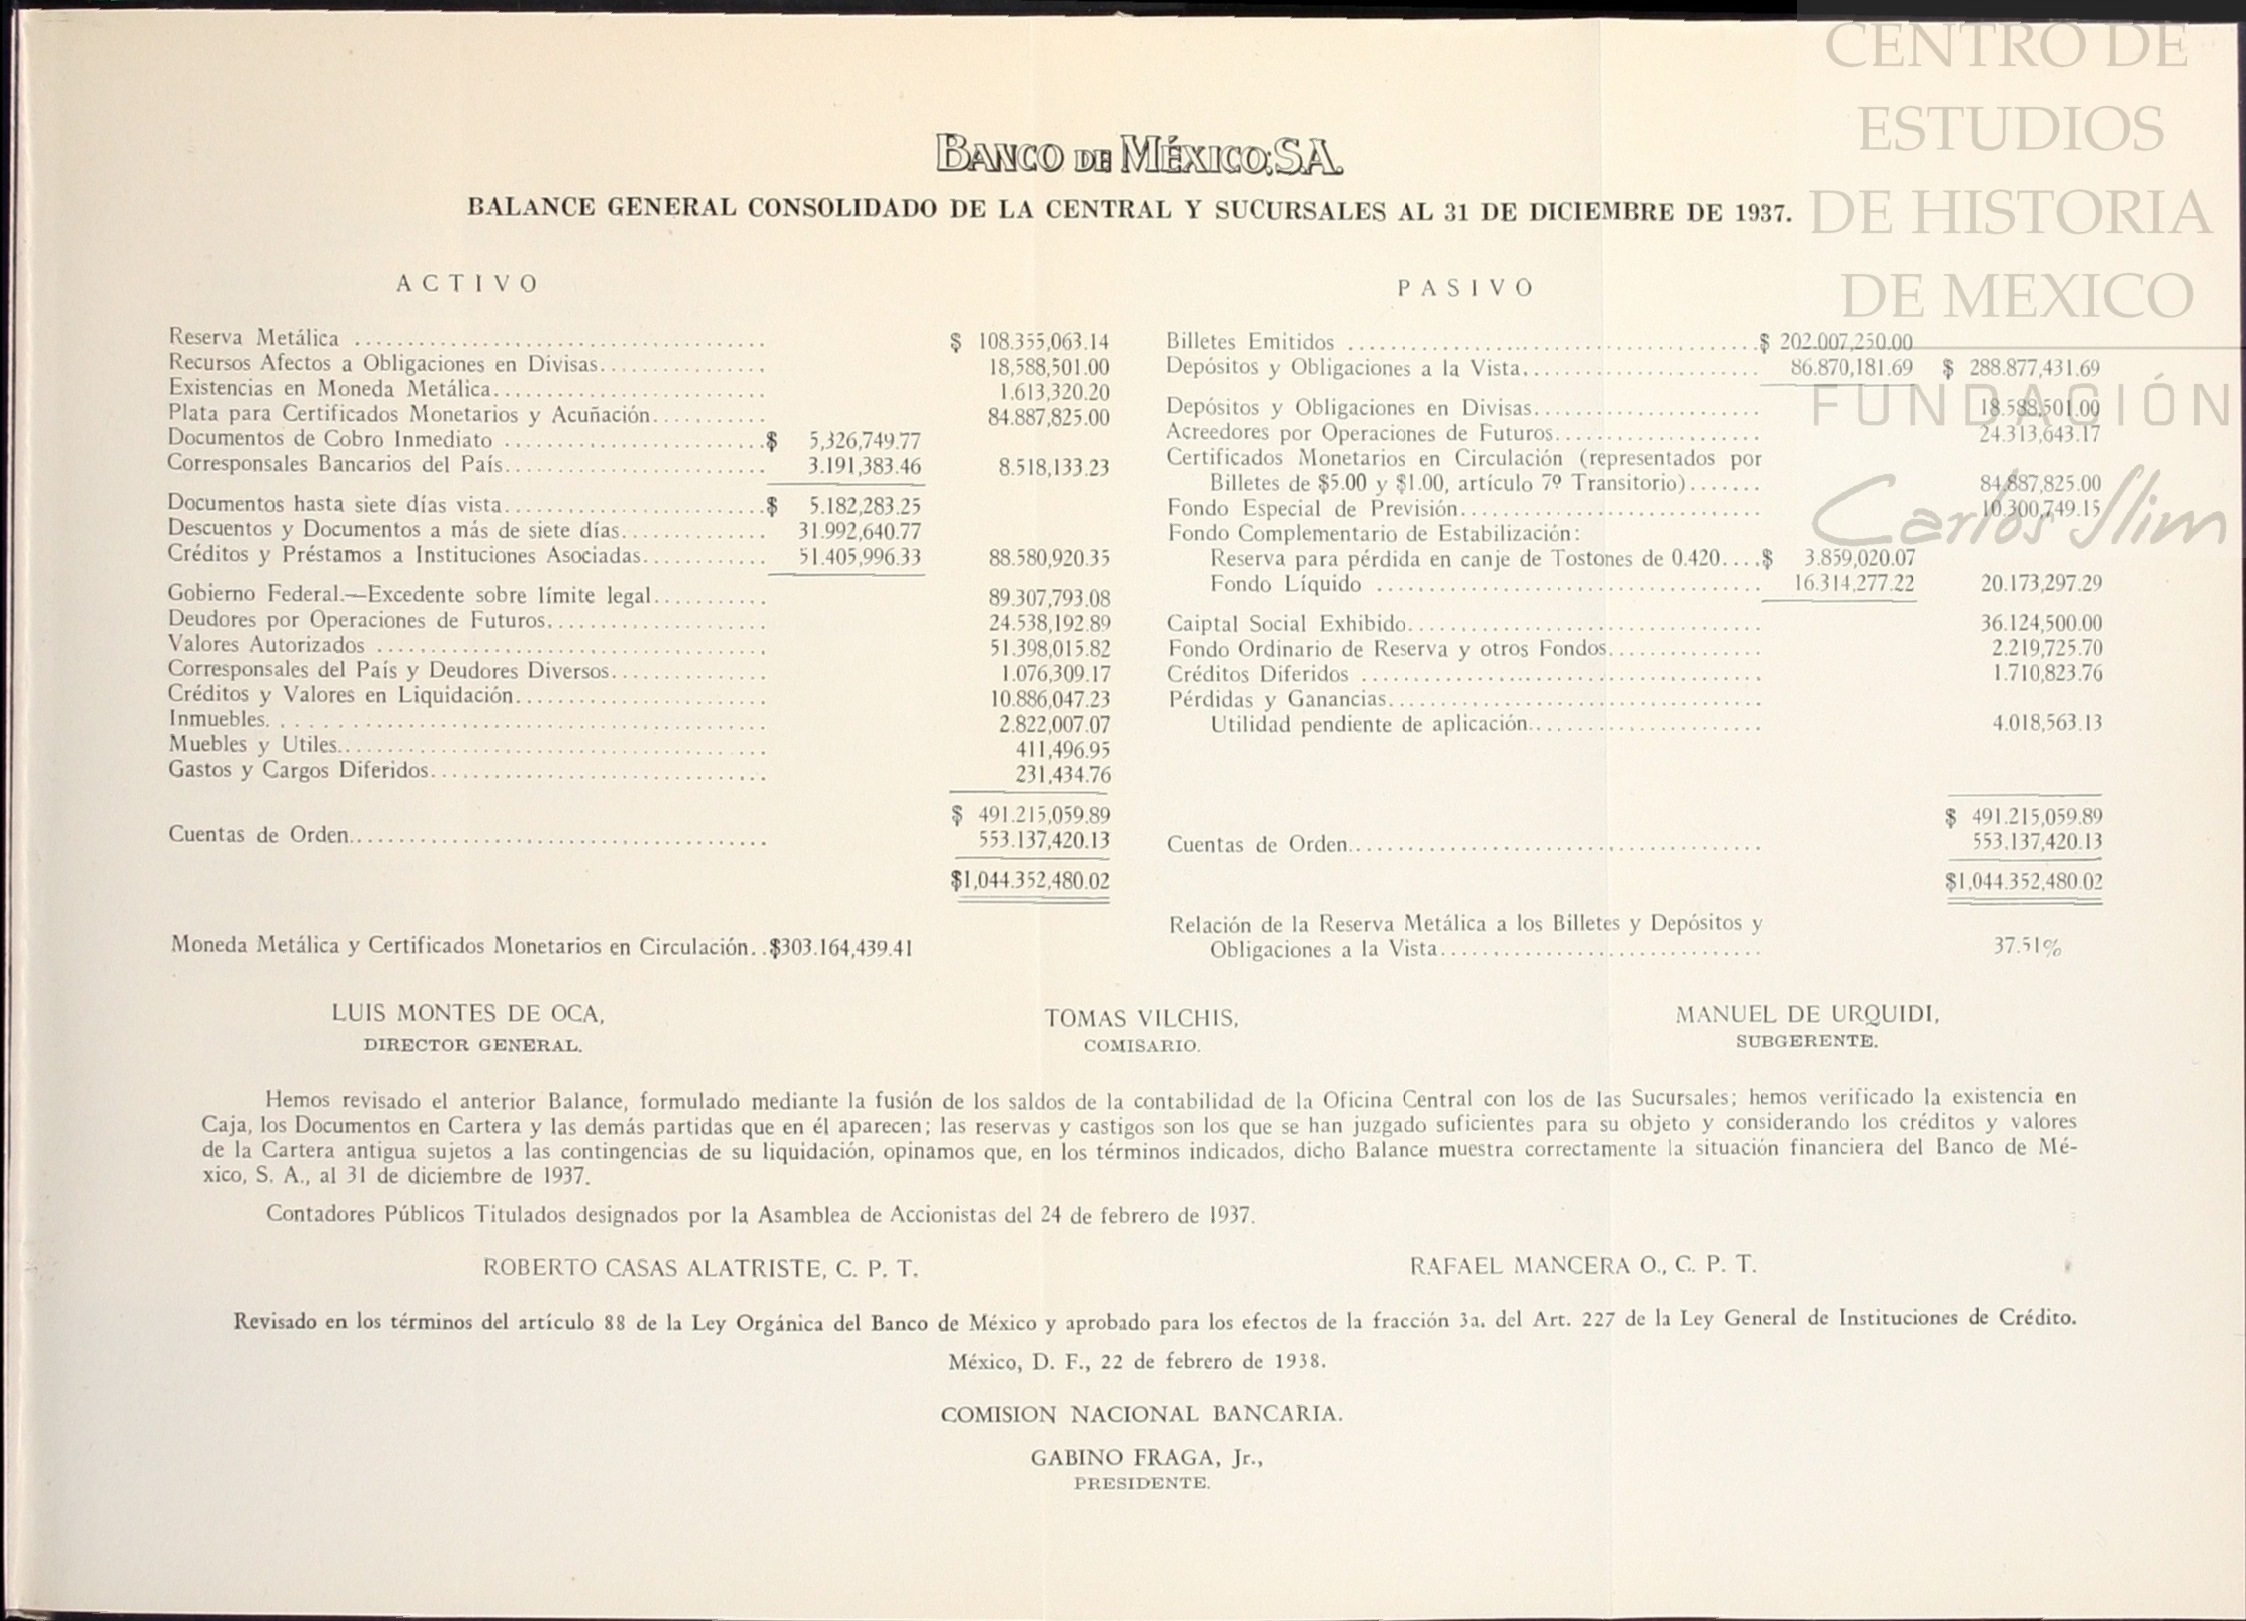 CENTRO DE
ESTUDIOS
DE HISTORIA
DE MEXICO
FUNDACIÓN
Carlos Slim
BANCO DE MÉXICO, S.A.
BALANCE GENERAL CONSOLIDADO DE LA CENTRAL Y SUCURSALES AL 31 DE DICIEMBRE DE 1937.
ACTIVO
Reserva Metálica ........ $ 108.355,063.14
Recursos Afectos a Obligaciones en Divisas........ 18,588,501.00
Existencias en Moneda Metálica........ 1.613,320.20
Plata para Certificados Monetarios y Acuñación........ 84.887,825.00
Documentos de Cobro Inmediato ........$ 5,326,749.77
Corresponsales Bancarios del País........ 3.191,383.46 8.518,133.23
Documentos hasta siete días vista........$ 5.182,283.25
Descuentos y Documentos a más de siete días........ 31.992,640.77
Créditos y Préstamos a Instituciones Asociadas........ 51.405,996.33 88.580,920.35
Gobierno Federal.—Excedente sobre límite legal........ 89.307,793.08
Deudores por Operaciones de Futuros........ 24.538,192.89
Valores Autorizados ........ 51.398,015.82
Corresponsales del País y Deudores Diversos........ 1.076,309.17
Créditos y Valores en Liquidación........ 10.886,047.23
Inmuebles........ 2.822,007.07
Muebles y Utiles........ 411,496.95
Gastos y Cargos Diferidos........ 231,434.76
$ 491.215,059.89
Cuentas de Orden........ 553.137,420.13
$1,044.352,480.02
Moneda Metálica y Certificados Monetarios en Circulación. .$303.164,439.41
PASIVO
Billetes Emitidos ........$ 202.007,250.00
Depósitos y Obligaciones a la Vista........ 86.870,181.69 $ 288.877,431.69
Depósitos y Obligaciones en Divisas........ 18.588,501.00
Acreedores por Operaciones de Futuros........ 24.313,643.17
Certificados Monetarios en Circulación (representados por
Billetes de $5.00 y $1.00, artículo 7º Transitorio)....... 84,887,825.00
Fondo Especial de Previsión........ 10.300,749.15
Fondo Complementario de Estabilización:
Reserva para pérdida en canje de Tostones de 0.420....$ 3.859,020.07
Fondo Líquido ........ 16.314,277.22 20.173,297.29
Caiptal Social Exhibido........ 36.124,500.00
Fondo Ordinario de Reserva y otros Fondos........ 2.219,725.70
Créditos Diferidos ........ 1.710,823.76
Pérdidas y Ganancias........
Utilidad pendiente de aplicación........ 4.018,563.13
$ 491.215,059.89
Cuentas de Orden........ 553.137,420.13
$1,044.352,480.02
Relación de la Reserva Metálica a los Billetes y Depósitos y
Obligaciones a la Vista........ 37.51%
LUIS MONTES DE OCA,
DIRECTOR GENERAL.
TOMAS VILCHIS,
COMISARIO.
MANUEL DE URQUIDI,
SUBGERENTE.
Hemos revisado el anterior Balance, formulado mediante la fusión de los saldos de la contabilidad de la Oficina Central con los de las Sucursales; hemos verificado la existencia en
Caja, los Documentos en Cartera y las demás partidas que en él aparecen; las reservas y castigos son los que se han juzgado suficientes para su objeto y considerando los créditos y valores
de la Cartera antigua sujetos a las contingencias de su liquidación, opinamos que, en los términos indicados, dicho Balance muestra correctamente la situación financiera del Banco de Mé-
xico, S. A., al 31 de diciembre de 1937.
Contadores Públicos Titulados designados por la Asamblea de Accionistas del 24 de febrero de 1937.
ROBERTO CASAS ALATRISTE, C. P. T.
RAFAEL MANCERA O., C. P. T.
Revisado en los términos del artículo 88 de la Ley Orgánica del Banco de México y aprobado para los efectos de la fracción 3a. del Art. 227 de la Ley General de Instituciones de Crédito.
México, D. F., 22 de febrero de 1938.
COMISION NACIONAL BANCARIA.
GABINO FRAGA, Jr.,
PRESIDENTE.